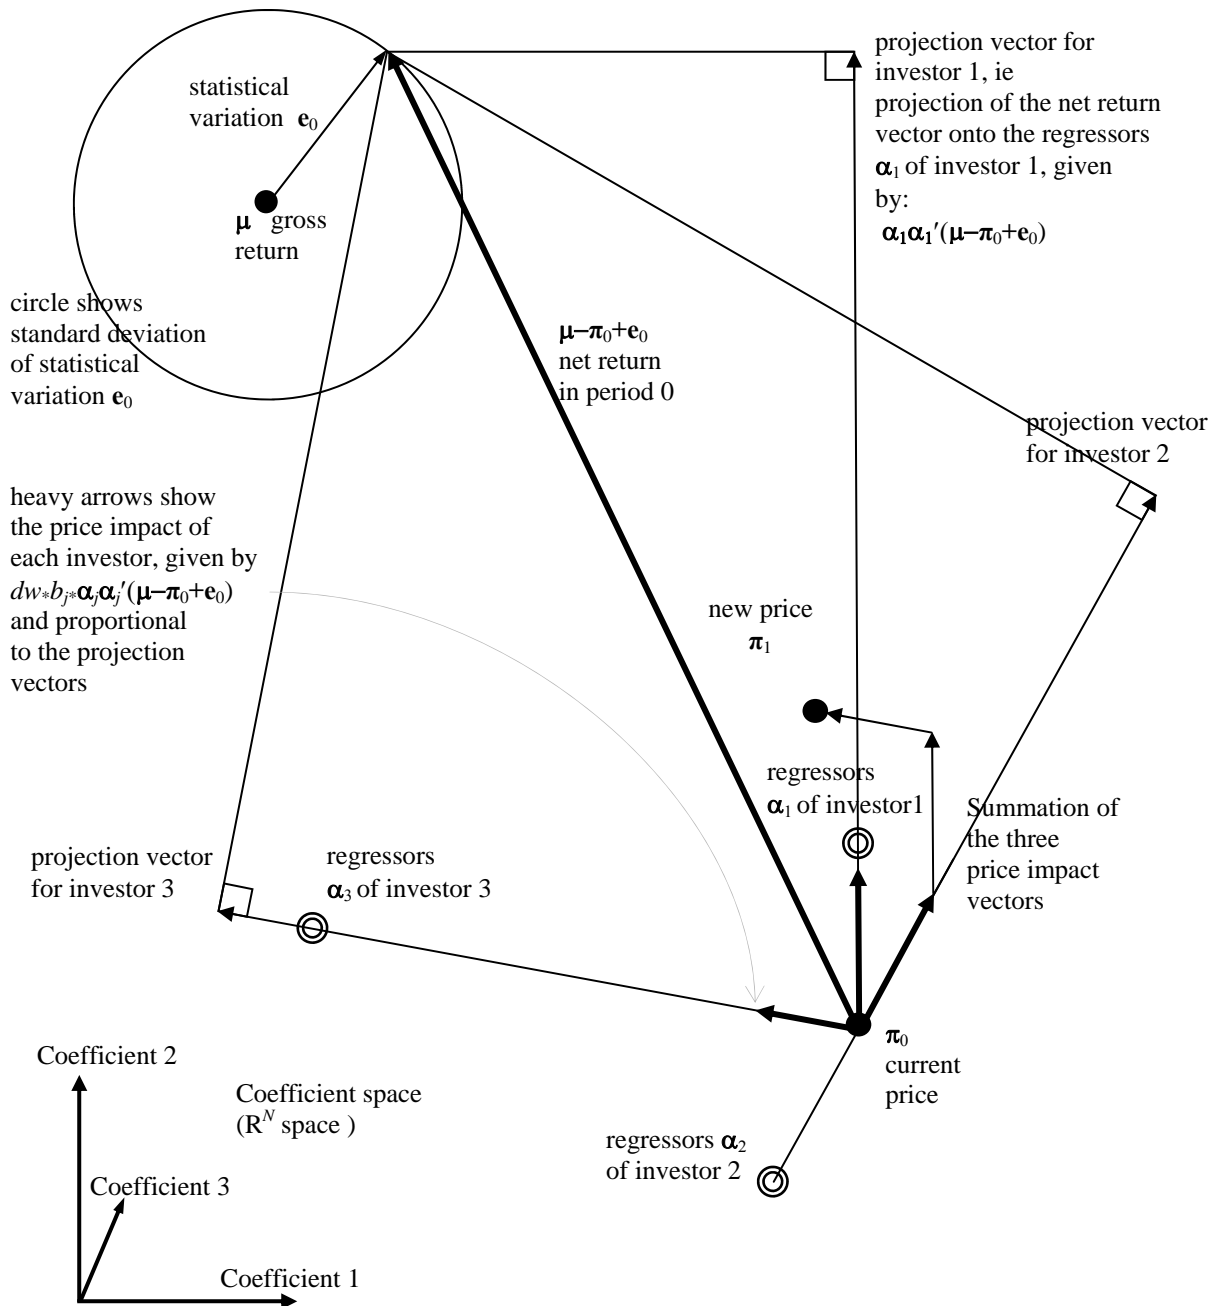 statistical
variation e₀
μ gross
return
projection vector for
investor 1, ie
projection of the net return
vector onto the regressors
α₁ of investor 1, given
by:
α₁α₁′(μ−π₀+e₀)
circle shows
standard deviation
of statistical
variation e₀
μ−π₀+e₀
net return
in period 0
projection vector
for investor 2
heavy arrows show
the price impact of
each investor, given by
dw*bⱼ*αⱼαⱼ′(μ−π₀+e₀)
and proportional
to the projection
vectors
new price
π₁
regressors
α₁ of investor1
Summation of
the three
price impact
vectors
projection vector
for investor 3
regressors
α₃ of investor 3
π₀
current
price
Coefficient 2
Coefficient space
(Rᴺ space )
regressors α₂
of investor 2
Coefficient 3
Coefficient 1